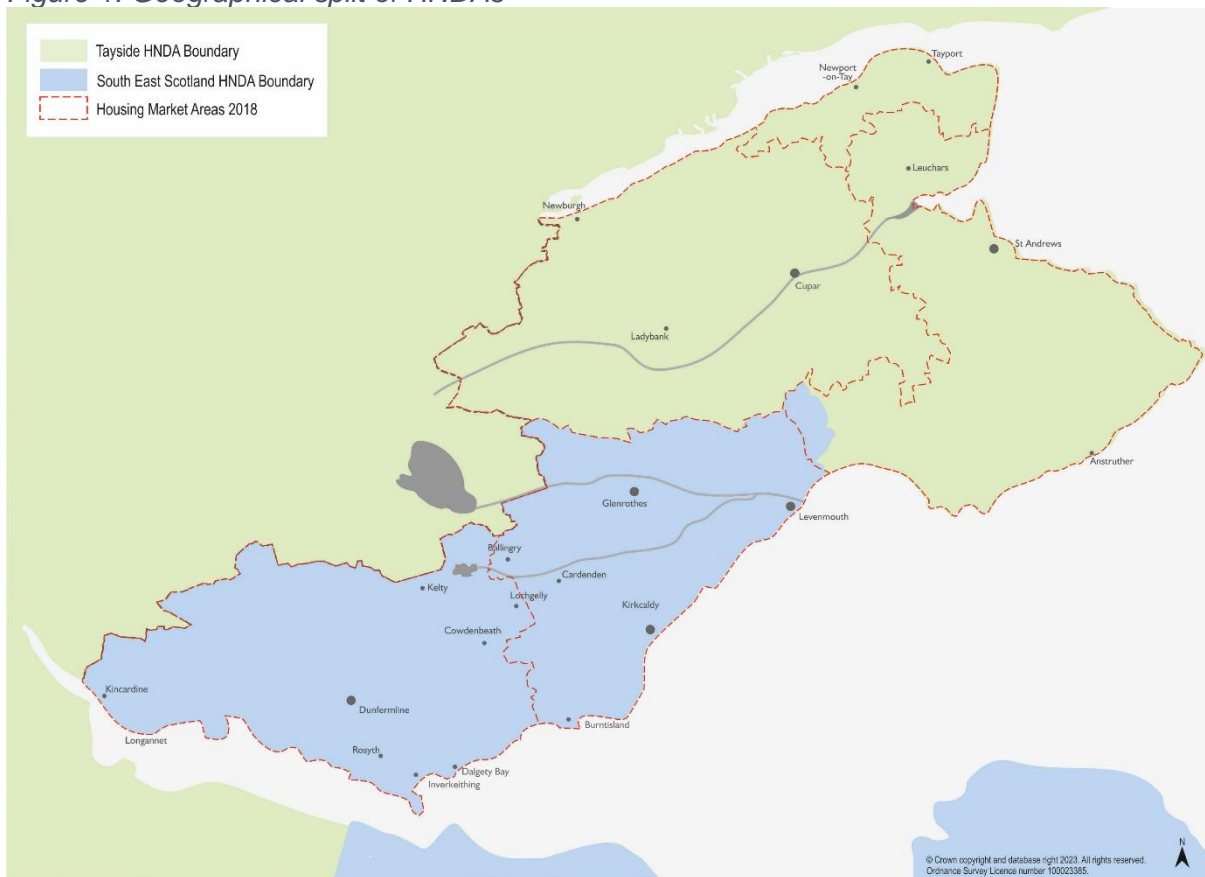 Figure 1: Geographical split of HNDAs
Tayside HNDA Boundary
South East Scotland HNDA Boundary
Housing Market Areas 2018
Tayport
Newport
-on-Tay
Leuchars
Newburgh
St Andrews
Cupar
Ladybank
Anstruther
Glenrothes
Levenmouth
Ballingry
Cardenden
Kelty
Lochgelly
Kirkcaldy
Cowdenbeath
Kincardine
Dunfermline
Burntisland
Longannet
Rosyth
Dalgety Bay
Inverkeithing
N
© Crown copyright and database right 2023. All rights reserved.
Ordnance Survey Licence number 100023385.